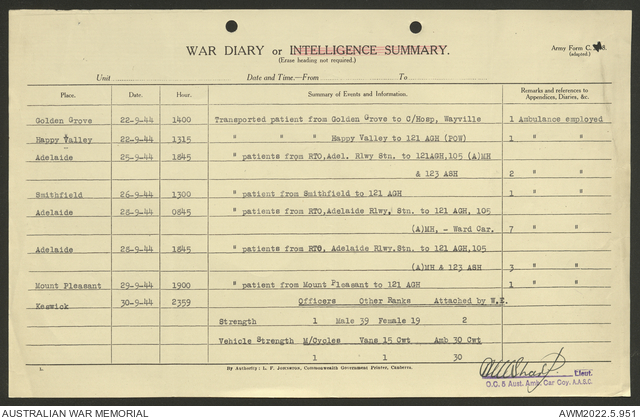 WAR DIARY or INTELLIGENCE SUMMARY.
(Erase heading not required.)
Army Form C.
(adapted.)
Unit Date and Time.—From To
Place. Date. Hour. Summary of Events and Information. Remarks and references to Appendices, Diaries, &c.
Golden Grove 22-9-44 1400 Transported patient from Golden Grove to C/Hosp, Wayville 1 Ambulance employed
Happy Valley 22-9-44 1315 " " " Happy Valley to 121 AGH (POW) 1 " "
Adelaide 25-9-44 1845 " patients from RTO,Adel. Rlwy Stn. to 121AGH,105 (A)MH
& 123 ASH 2 " "
Smithfield 26-9-44 1300 " patient from Smithfield to 121 AGH 1 " "
Adelaide 28-9-44 0845 " patients from RTO,Adelaide Rlwy, Stn. to 121 AGH, 105
(A)MH, - Ward Car. 7 " "
Adelaide 28-9-44 1845 " patients from RTO, Adelaide Rlwy.Stn. to 121 AGH,105
(A)MH & 123 ASH 3 " "
Mount Pleasant 29-9-44 1900 " patient from Mount Pleasant to 121 AGH 1 " "
Keswick 30-9-44 2359 Officers Other Ranks Attached by W.E.
Strength 1 Male 39 Female 19 2
Vehicle Strength M/Cycles Vans 15 Cwt Amb 30 Cwt
1 1 30
Lieut.
O.C. 5 Aust. Amb. Car Coy. A.A.S.C.
By Authority: L. F. Johnston, Commonwealth Government Printer, Canberra.
AUSTRALIAN WAR MEMORIAL AWM2022.5.951